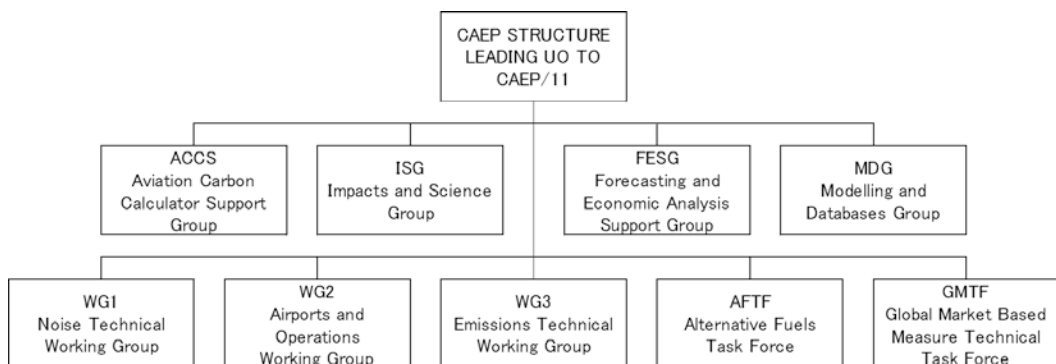 CAEP STRUCTURE
LEADING UO TO
CAEP/11
ACCS
Aviation Carbon
Calculator Support
Group
ISG
Impacts and Science
Group
FESG
Forecasting and
Economic Analysis
Support Group
MDG
Modelling and
Databases Group
WG1
Noise Technical
Working Group
WG2
Airports and
Operations
Working Group
WG3
Emissions Technical
Working Group
AFTF
Alternative Fuels
Task Force
GMTF
Global Market Based
Measure Technical
Task Force